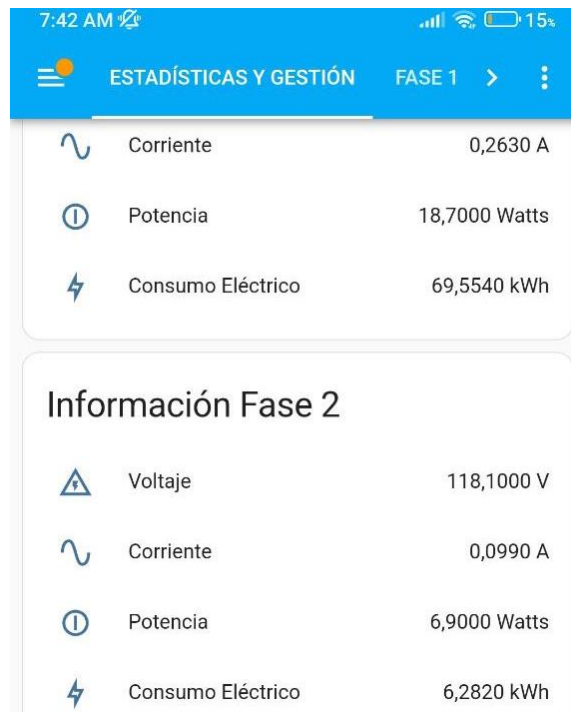 7:42 AM 15%
ESTADÍSTICAS Y GESTIÓN FASE 1
Corriente 0,2630 A
Potencia 18,7000 Watts
Consumo Eléctrico 69,5540 kWh
Información Fase 2
Voltaje 118,1000 V
Corriente 0,0990 A
Potencia 6,9000 Watts
Consumo Eléctrico 6,2820 kWh